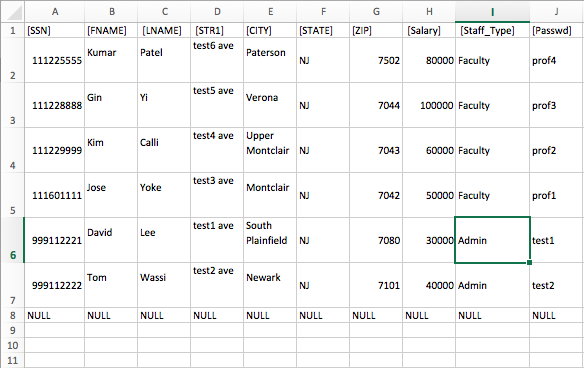 A B C D E F G H I J
1 [SSN] [FNAME] [LNAME] [STR1] [CITY] [STATE] [ZIP] [Salary] [Staff_Type] [Passwd]
2 111225555 Kumar Patel test6 ave Paterson NJ 7502 80000 Faculty prof4
3 111228888 Gin Yi test5 ave Verona NJ 7044 100000 Faculty prof3
4 111229999 Kim Calli test4 ave Upper Montclair NJ 7043 60000 Faculty prof2
5 111601111 Jose Yoke test3 ave Montclair NJ 7042 50000 Faculty prof1
6 999112221 David Lee test1 ave South Plainfield NJ 7080 30000 Admin test1
7 999112222 Tom Wassi test2 ave Newark NJ 7101 40000 Admin test2
8 NULL NULL NULL NULL NULL NULL NULL NULL NULL NULL
9
10
11